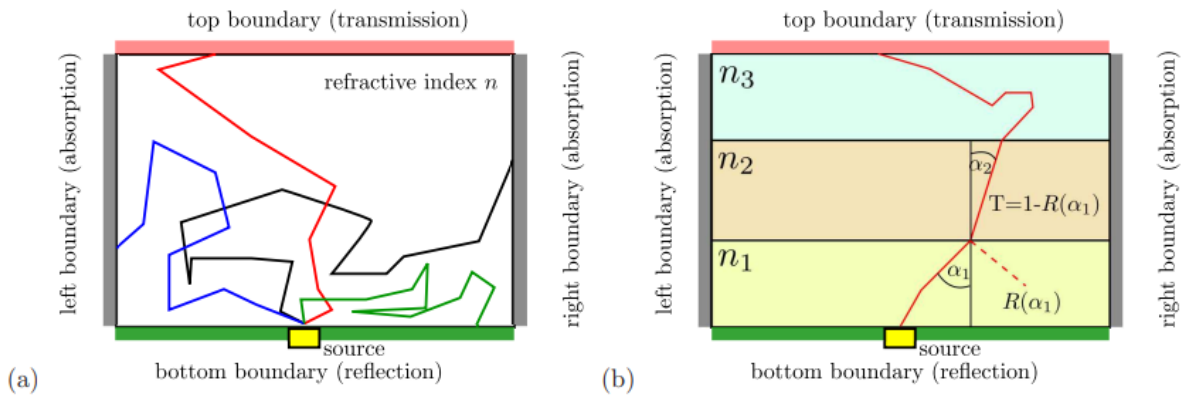 top boundary (transmission)
left boundary (absorption)
refractive index n
right boundary (absorption)
source
bottom boundary (reflection)
(a)
top boundary (transmission)
left boundary (absorption)
n₃
n₂
α₂
T=1-R(α₁)
n₁
α₁
R(α₁)
right boundary (absorption)
source
bottom boundary (reflection)
(b)